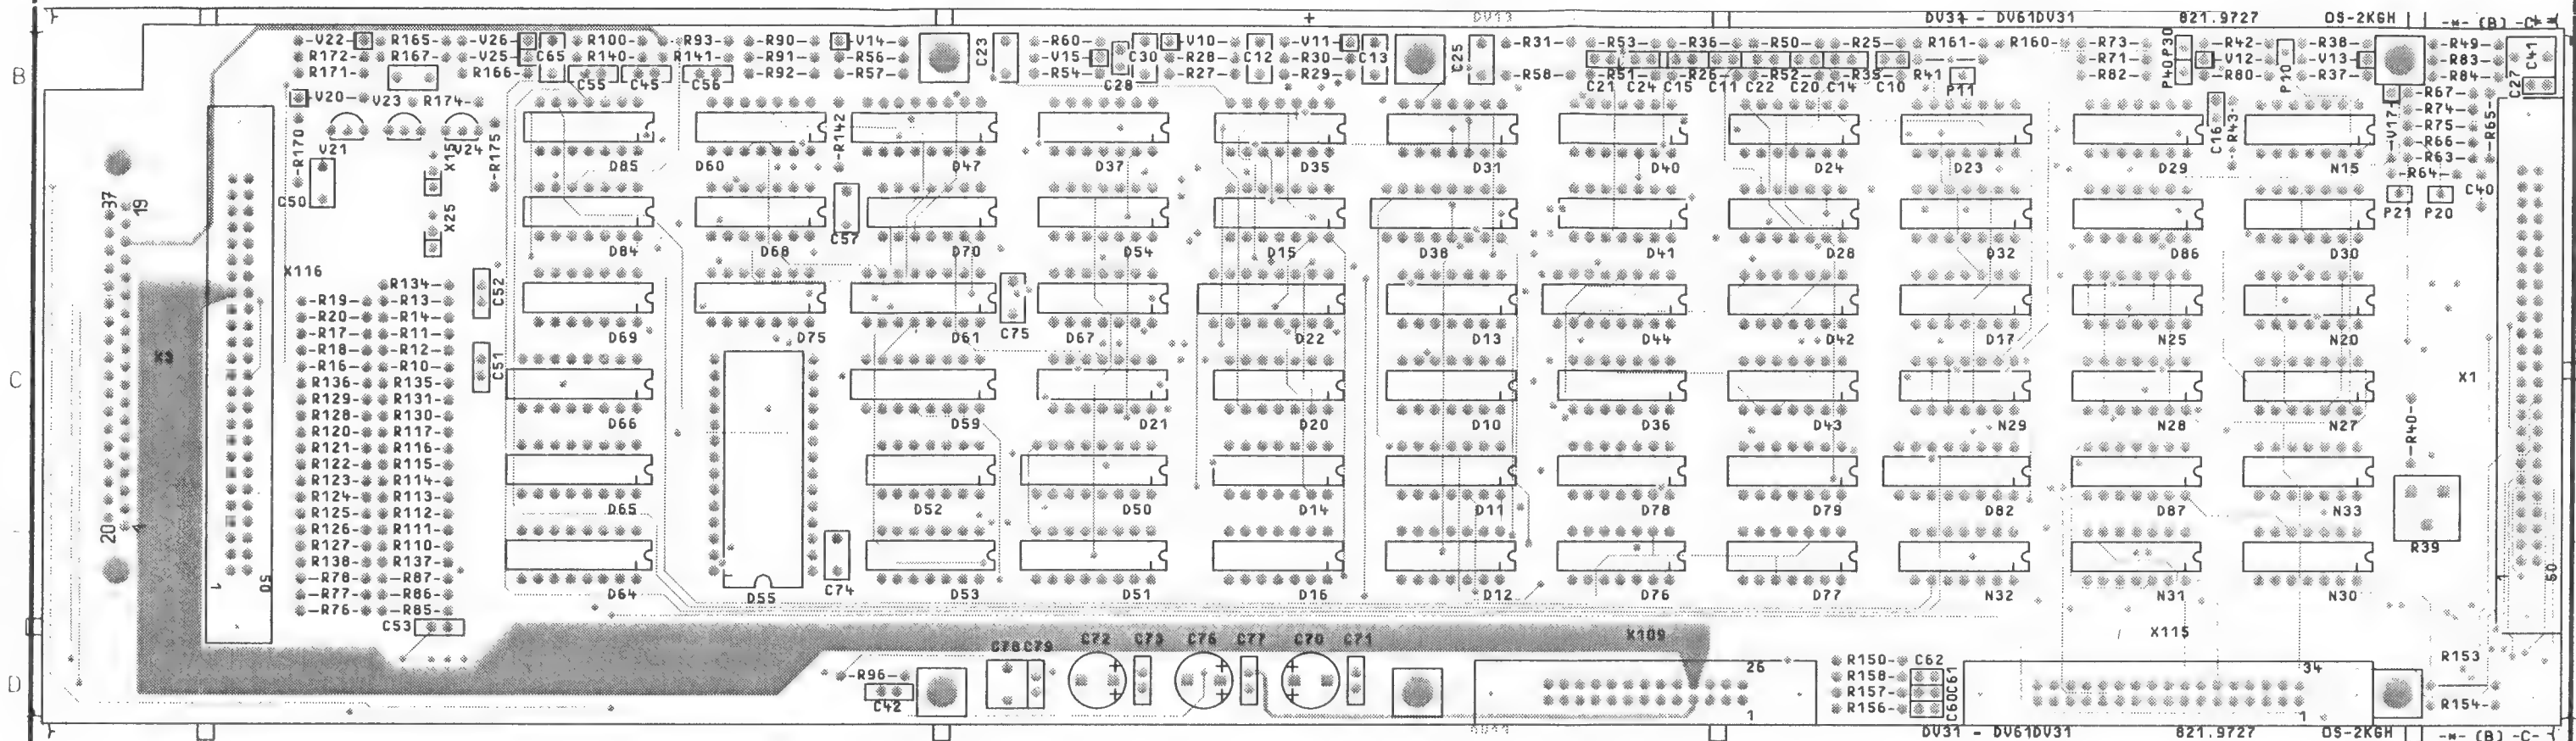 DV13 DV31 - DV61DV31 821.9727 OS-2KGH -*- (B) -C-
-V22- -R165- -V26- -R100- -R93- -R90- -V14- C23 -R60- -V10- -V11- C25 -R31- -R53- -R36- -R50- -R25- R161- -R160- -R73- P30 -R42- -R38- -R49- C41
B -R172- -R167- -V25- C65 -R140- R141- -R91- -R56- -V15- C30 -R28- C12 -R30- C13 -R71- P40 -V12- P10 -V13- -R83-
-R171- R166- C55 C45 C56 -R92- -R57- -R54- C28 -R27- -R29- -R58- -R51- -R26- -R52- -R35- R41 -R82- -R80- -R37- -R84- C27
C21 C24 C15 C11 C22 C20 C14 C10 P11
-V20- V23 R174- -R67-
-R170 V21 V24 -R175 -R142 C16 -R43- -V17 -R74- -R65-
-R75-
-R66-
X15 -R63-
D85 D60 D47 D37 D35 D31 D40 D24 D23 D29 N15
-R64- C40
C50 X25 C57 P21 P20
37 19
D84 D68 D70 D54 D15 D38 D41 D28 D32 D86 D30
X116
R134- C52
-R19- -R13-
-R20- -R14-
-R17- -R11-
D69 D75 D61 C75 D67 D22 D13 D44 D42 D17 N25 N20
X3 -R18- -R12- C51
-R16- -R10-
C R136- R135- X1
R129- R131-
R128- R130-
D66 D59 D21 D20 D10 D36 D43 N29 N28 N27
R120- R117-
R121- R116- -R40-
R122- R115-
R123- R114-
R124- R113-
R125- R112-
D65 D52 D50 D14 D11 D78 D79 D82 D87 N33
20 R126- R111-
R127- R110- R39
R138- R137-
1 50 -R78- -R87- C74 1 60
-R77- -R86-
D64 D55 D53 D51 D16 D12 D76 D77 N32 N31 N30
-R76- -R85-
C53
C78 C79 C72 C73 C76 C77 C70 C71 X109 X115
R153
D -R96- 26 R150- C62 34
R158- C61
R157-
C42 1 R156- C60 1 -R154-
DV31 - DV61DV31 821.9727 OS-2KGH -*- (B) -C-